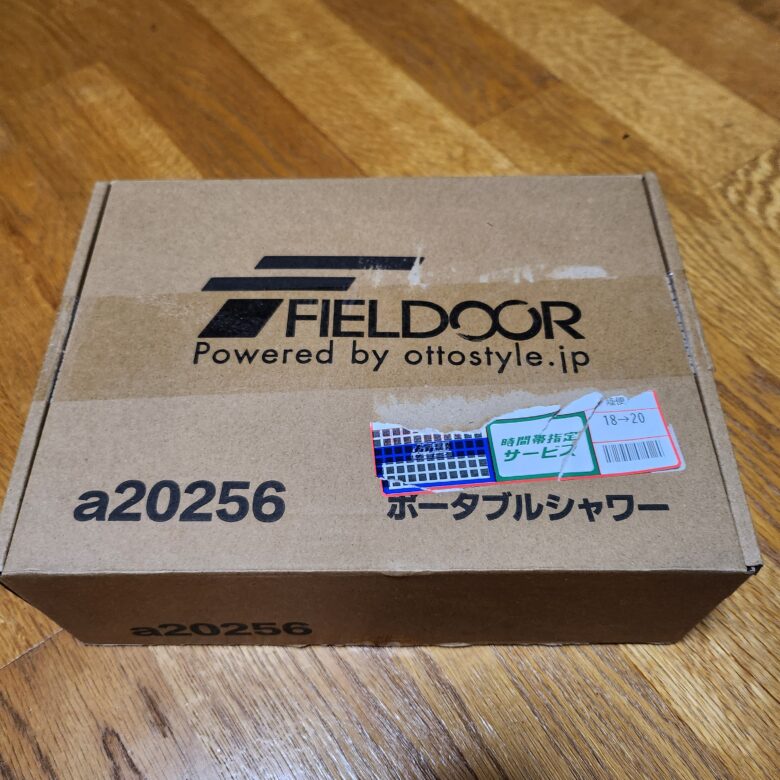 FIELDOOR
Powered by ottostyle.jp
18→20
時間帯指定
サービス
a20256
ポータブルシャワー
a20256